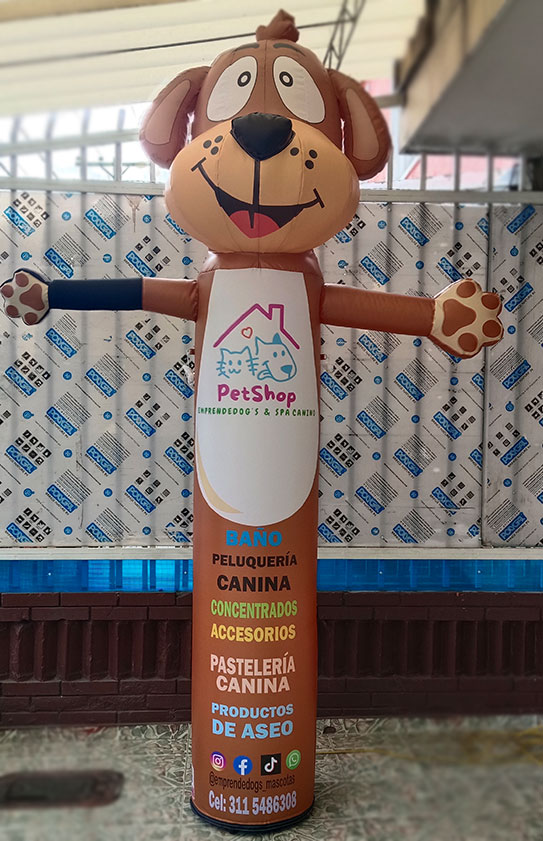 PetShop
EMPRENDEDOG'S & SPA CANINO
BAÑO
PELUQUERÍA
CANINA
CONCENTRADOS
ACCESORIOS
PASTELERÍA
CANINA
PRODUCTOS
DE ASEO
@emprendedogs_mascotas
Cel: 311 5486308